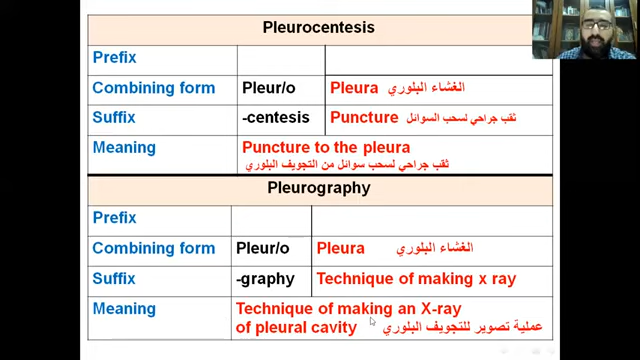 Pleurocentesis
Prefix
Combining form Pleur/o Pleura الغشاء البلوري
Suffix -centesis Puncture ثقب جراحي لسحب السوائل
Meaning Puncture to the pleura
ثقب جراحي لسحب سوائل من التجويف البلوري
Pleurography
Prefix
Combining form Pleur/o Pleura الغشاء البلوري
Suffix -graphy Technique of making x ray
Meaning Technique of making an X-ray
of pleural cavity عملية تصوير للتجويف البلوري